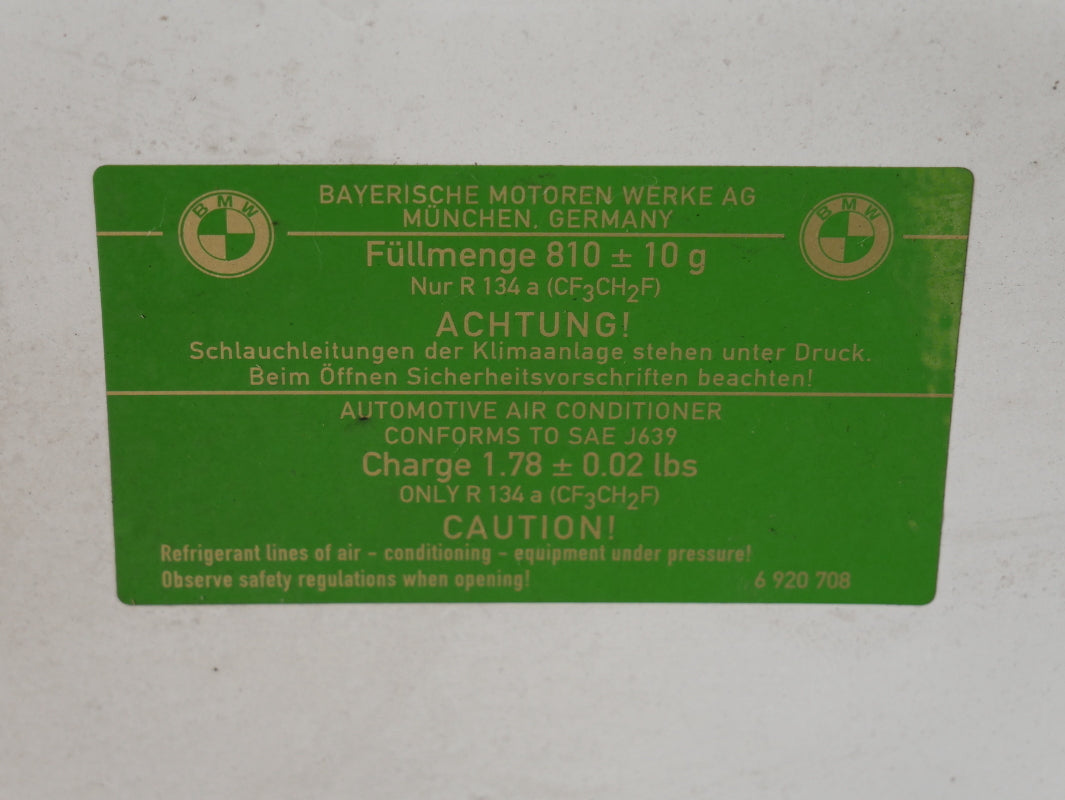 BMW
BMW
BAYERISCHE MOTOREN WERKE AG
MÜNCHEN, GERMANY
Füllmenge 810 ± 10 g
Nur R 134 a (CF₃CH₂F)
ACHTUNG!
Schlauchleitungen der Klimaanlage stehen unter Druck.
Beim Öffnen Sicherheitsvorschriften beachten!
AUTOMOTIVE AIR CONDITIONER
CONFORMS TO SAE J639
Charge 1.78 ± 0.02 lbs
ONLY R 134 a (CF₃CH₂F)
CAUTION!
Refrigerant lines of air - conditioning - equipment under pressure!
Observe safety regulations when opening! 6 920 708